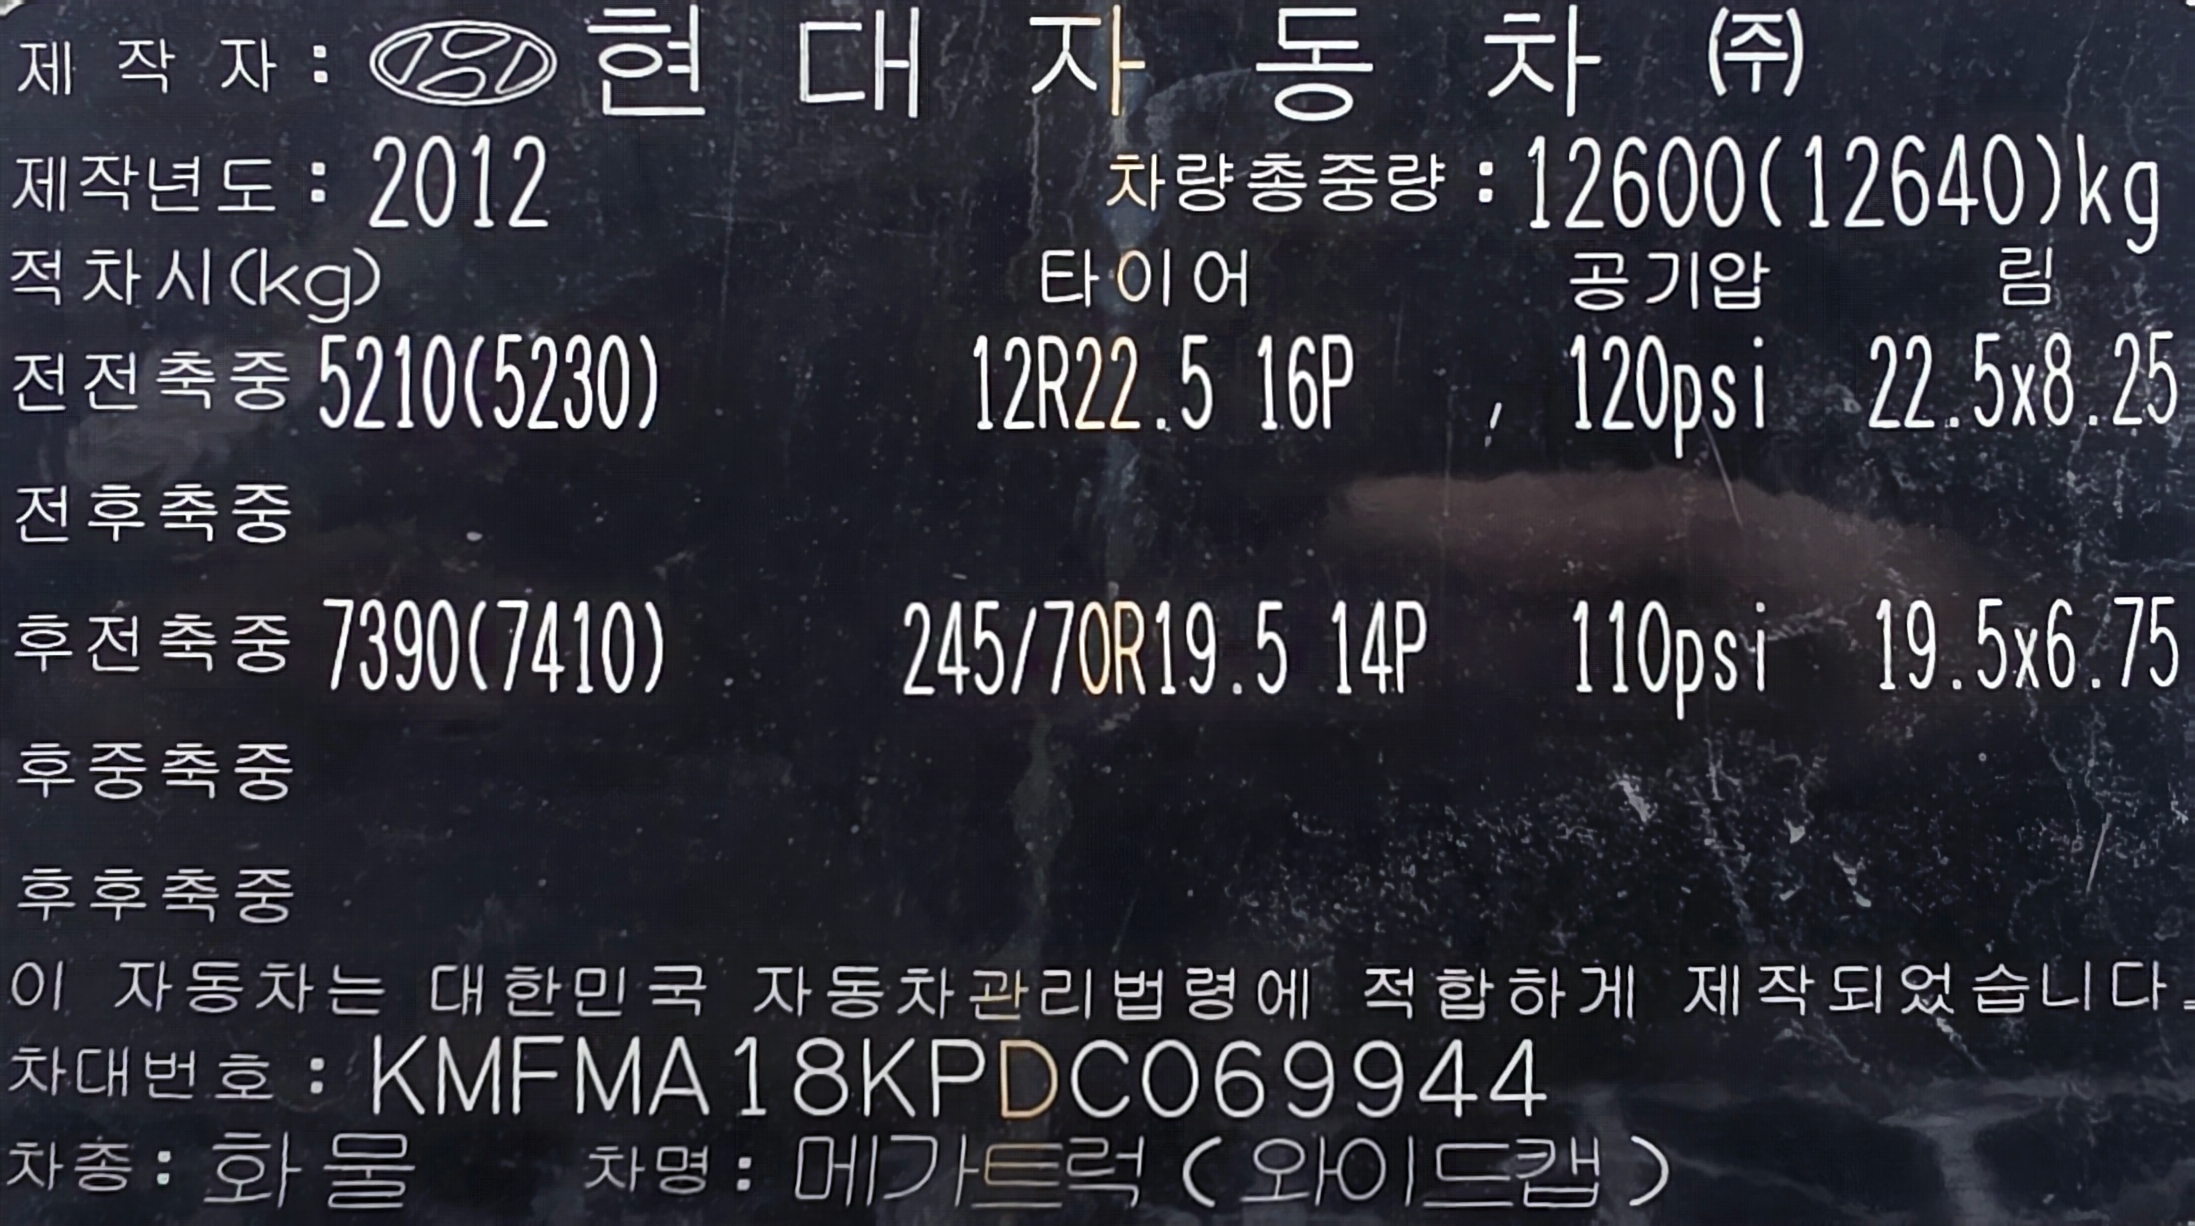 제 작 자 : 현 대 자 동 차 ㈜
제작년도 : 2012 차량총중량 : 12600(12640)kg
적차시(kg) 타이어 공기압 림
전전축중 5210(5230) 12R22.5 16P , 120psi 22.5x8.25
전후축중
후전축중 7390(7410) 245/70R19.5 14P 110psi 19.5x6.75
후중축중
후후축중
이 자동차는 대한민국 자동차관리법령에 적합하게 제작되었습니다.
차대번호 : KMFMA18KPDC069944
차종 : 화물 차명 : 메가트럭 (와이드캡)